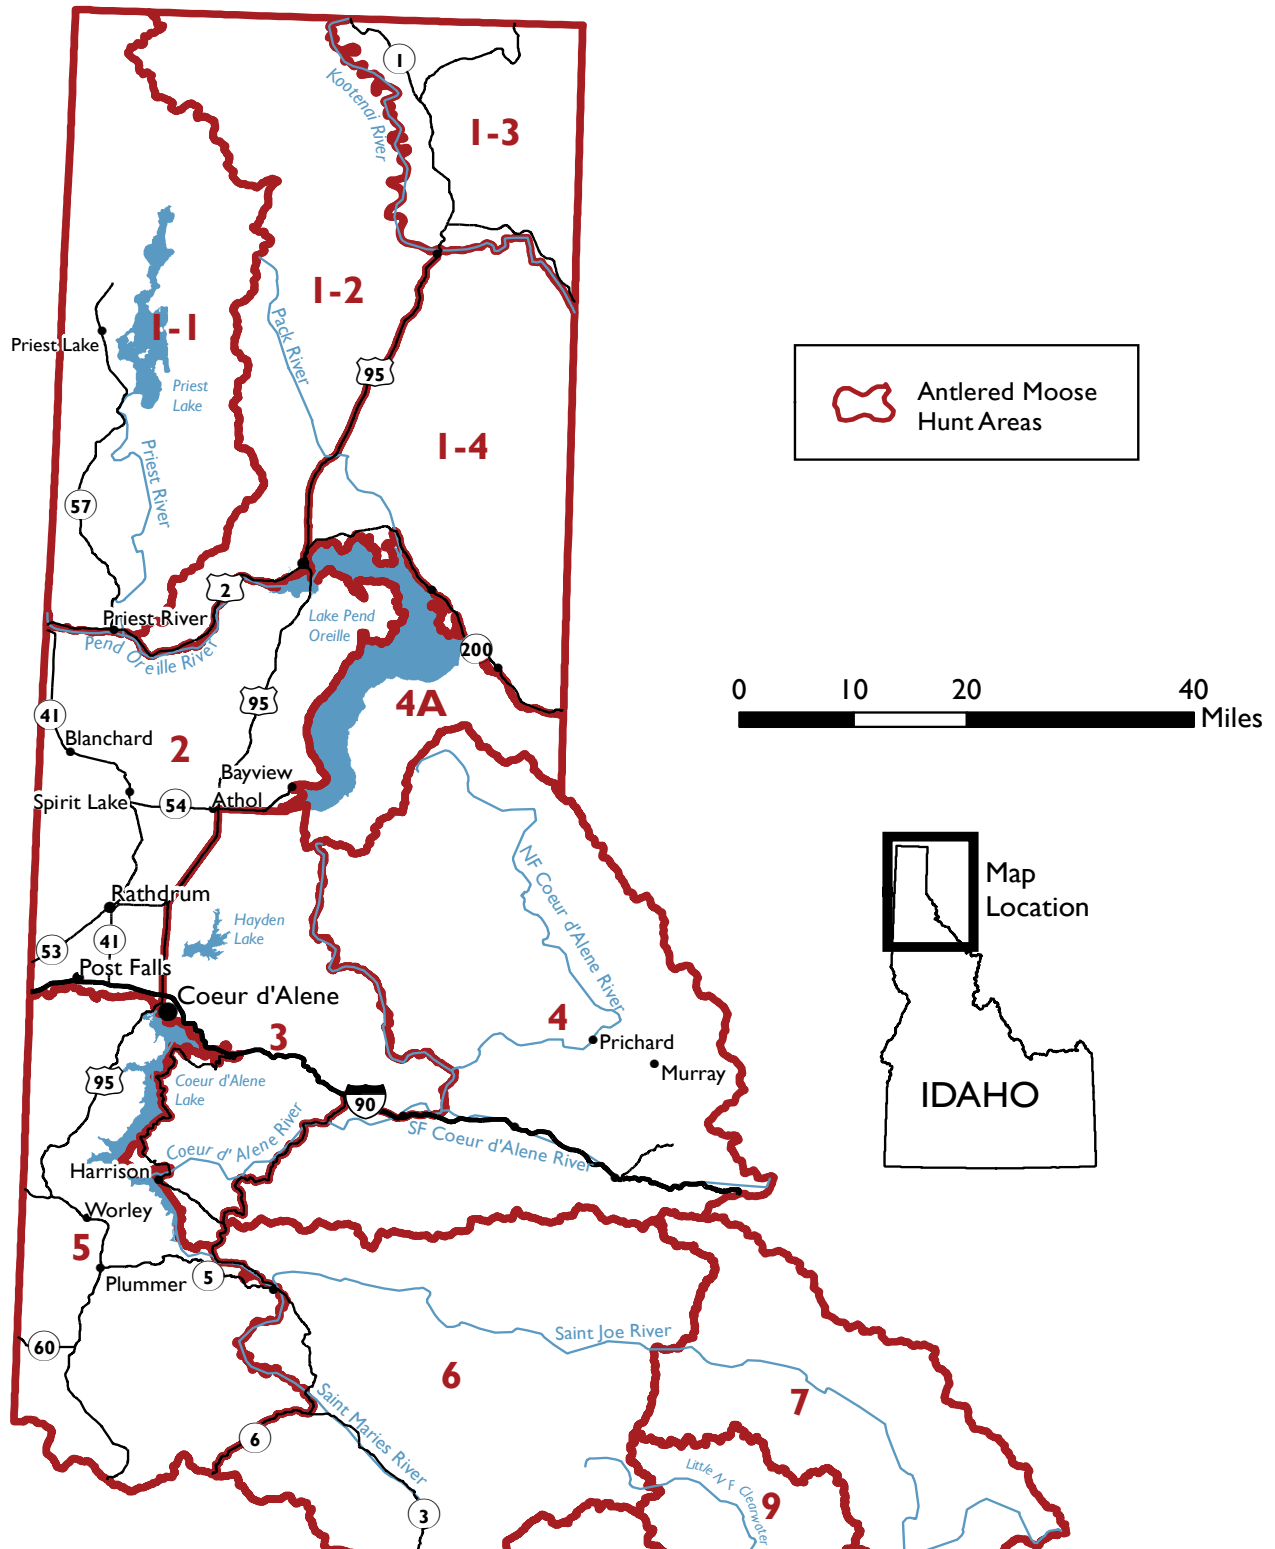 1
Kootenai River
1-3
1-2
Pack River
1-1
Priest Lake
Priest
Lake
95
Antlered Moose
Hunt Areas
1-4
Priest River
57
2
Priest River
Lake Pend
Oreille
Pend Oreille River
200
95
4A
0 10 20 40
Miles
41
Blanchard
2
Bayview
Spirit Lake
54
Athol
NF Coeur d'Alene River
Map
Location
Rathdrum
Hayden
Lake
53
41
Post Falls
Coeur d'Alene
3
4
Prichard
Murray
95
Coeur d'Alene
Lake
90
IDAHO
Coeur d'Alene River
SF Coeur d'Alene River
Harrison
Worley
5
5
Plummer
Saint Joe River
60
6
7
Saint Maries River
6
Little N F Clearwater
9
3